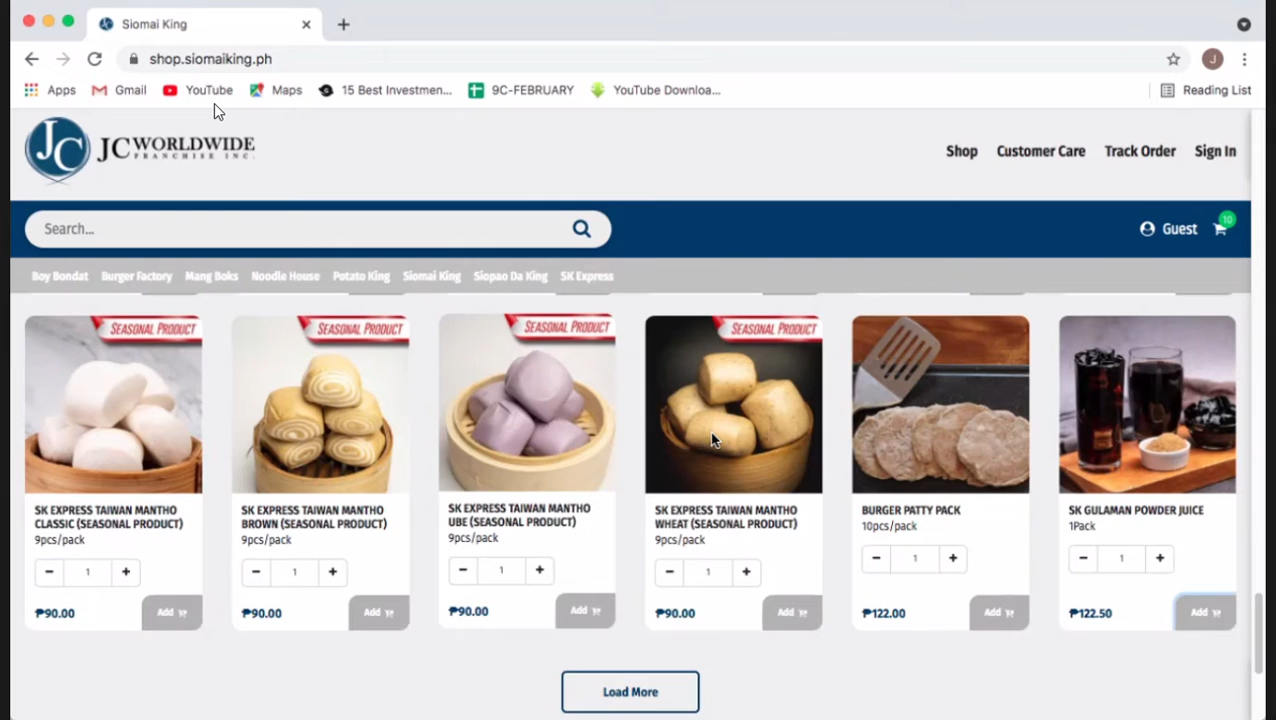 Siomai King
shop.siomaiking.ph
J
Apps Gmail YouTube Maps 15 Best Investmen... 9C-FEBRUARY YouTube Downloa... Reading List
JC JC WORLDWIDE
FRANCHISE INC.
Shop Customer Care Track Order Sign In
Search...
Guest 10
Boy Bondat Burger Factory Mang Boks Noodle House Potato King Siomai King Siopao Da King SK Express
SEASONAL PRODUCT SEASONAL PRODUCT SEASONAL PRODUCT SEASONAL PRODUCT
SK EXPRESS TAIWAN MANTHO
CLASSIC (SEASONAL PRODUCT)
9pcs/pack
- 1 +
₱90.00 Add
SK EXPRESS TAIWAN MANTHO
BROWN (SEASONAL PRODUCT)
9pcs/pack
- 1 +
₱90.00 Add
SK EXPRESS TAIWAN MANTHO
UBE (SEASONAL PRODUCT)
9pcs/pack
- 1 +
₱90.00 Add
SK EXPRESS TAIWAN MANTHO
WHEAT (SEASONAL PRODUCT)
9pcs/pack
- 1 +
₱90.00 Add
BURGER PATTY PACK
10pcs/pack
- 1 +
₱122.00 Add
SK GULAMAN POWDER JUICE
1Pack
- 1 +
₱122.50 Add
Load More